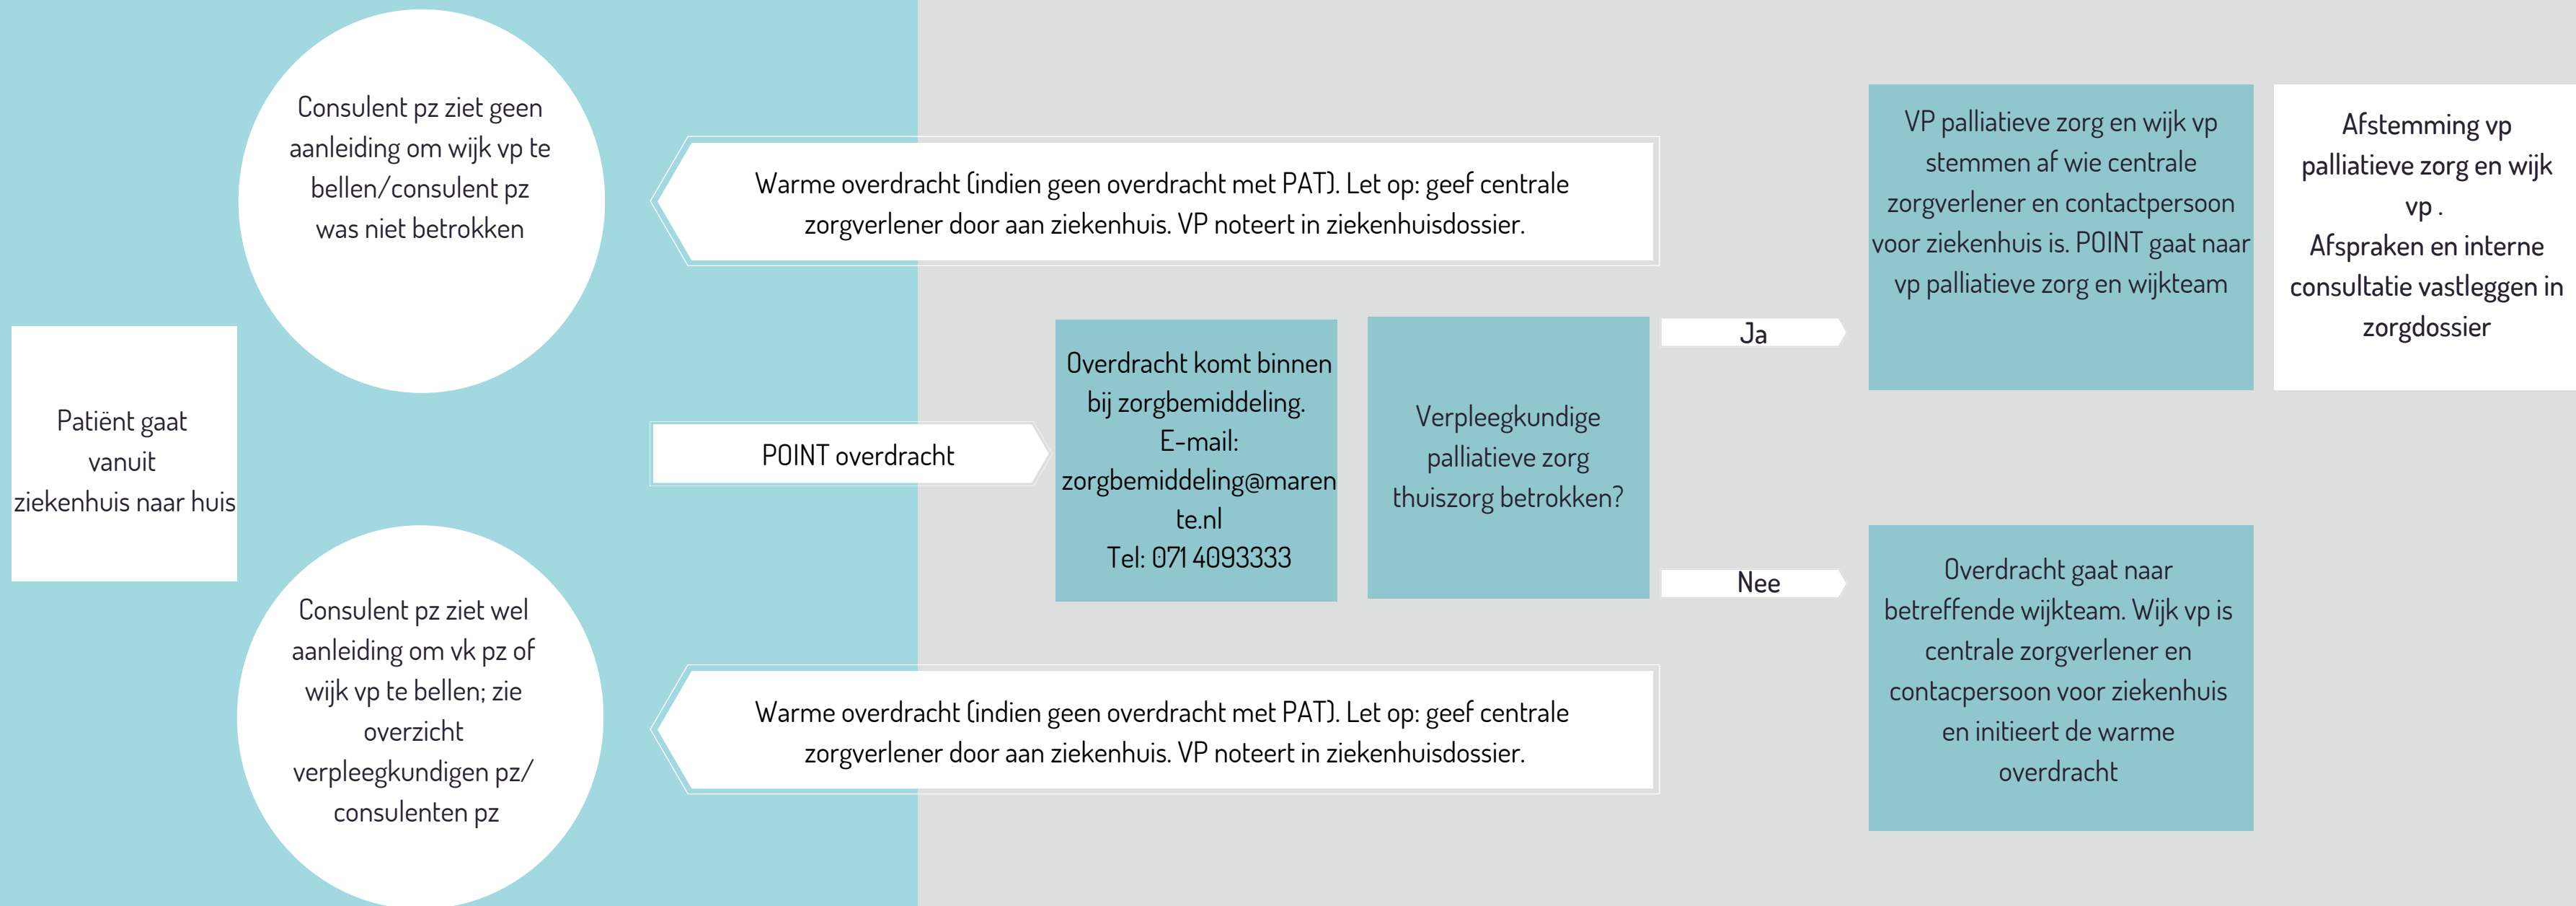 Patiënt gaat
vanuit
ziekenhuis naar huis
Consulent pz ziet geen
aanleiding om wijk vp te
bellen/consulent pz
was niet betrokken
Consulent pz ziet wel
aanleiding om vk pz of
wijk vp te bellen; zie
overzicht
verpleegkundigen pz/
consulenten pz
Warme overdracht (indien geen overdracht met PAT). Let op: geef centrale
zorgverlener door aan ziekenhuis. VP noteert in ziekenhuisdossier.
POINT overdracht
Warme overdracht (indien geen overdracht met PAT). Let op: geef centrale
zorgverlener door aan ziekenhuis. VP noteert in ziekenhuisdossier.
Overdracht komt binnen
bij zorgbemiddeling.
E-mail:
zorgbemiddeling@maren
te.nl
Tel: 071 4093333
Verpleegkundige
palliatieve zorg
thuiszorg betrokken?
Ja
Nee
VP palliatieve zorg en wijk vp
stemmen af wie centrale
zorgverlener en contactpersoon
voor ziekenhuis is. POINT gaat naar
vp palliatieve zorg en wijkteam
Afstemming vp
palliatieve zorg en wijk
vp .
Afspraken en interne
consultatie vastleggen in
zorgdossier
Overdracht gaat naar
betreffende wijkteam. Wijk vp is
centrale zorgverlener en
contacpersoon voor ziekenhuis
en initieert de warme
overdracht